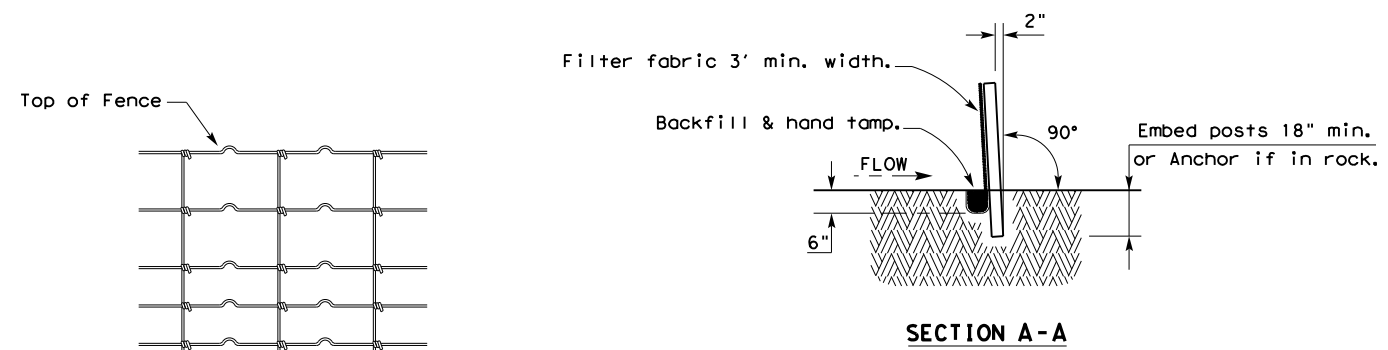 Top of Fence
2"
Filter fabric 3' min. width.
Backfill & hand tamp.
90°
Embed posts 18" min.
or Anchor if in rock.
FLOW
6"
SECTION A-A